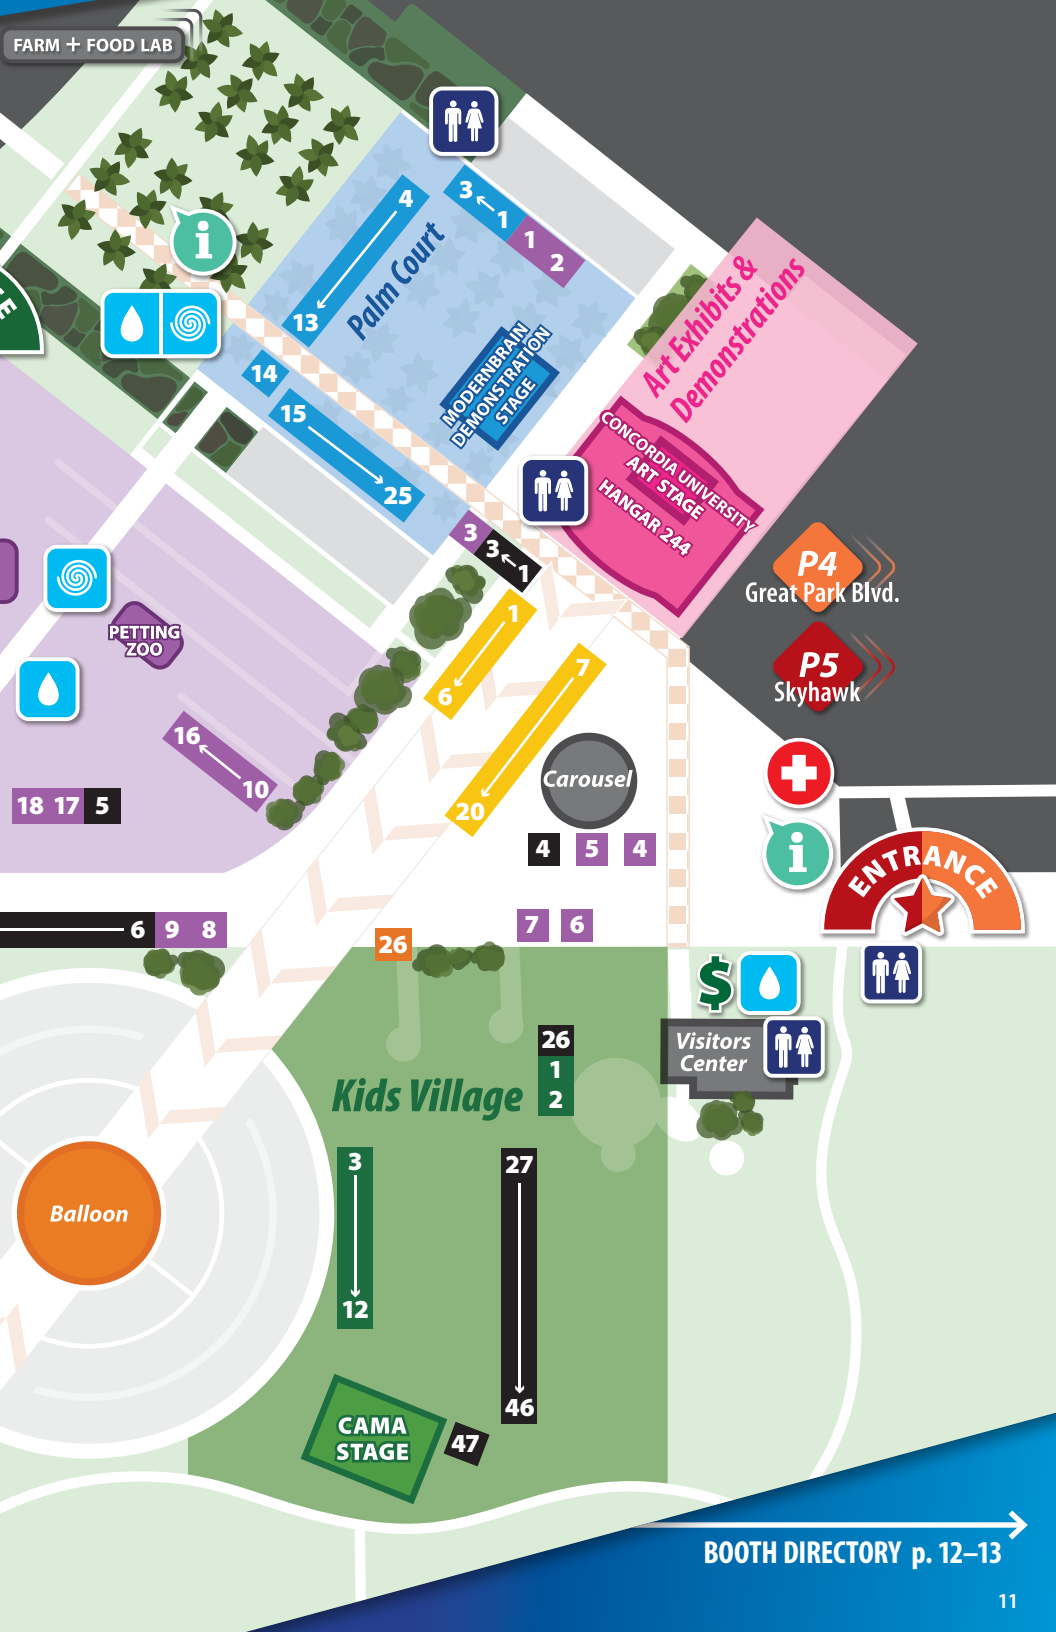 FARM + FOOD LAB
4
13
Palm Court
3
1
1
2
Art Exhibits &
Demonstrations
14
15
25
MODERNBRAIN
DEMONSTRATION
STAGE
CONCORDIA UNIVERSITY
ART STAGE
HANGAR 244
3
3
1
P4
Great Park Blvd.
P5
Skyhawk
PETTING
ZOO
1
6
7
20
16
10
18 17 5
Carousel
4
5
4
ENTRANCE
6 9 8
7
6
26
$
Visitors
Center
26
1
2
Kids Village
3
12
27
46
Balloon
CAMA
STAGE
47
BOOTH DIRECTORY p. 12–13
11